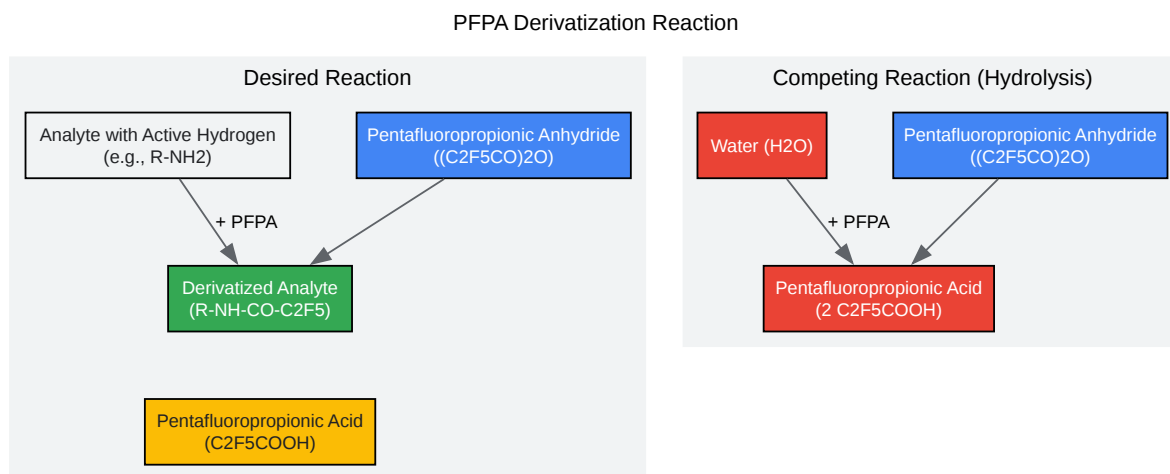 PFPA Derivatization Reaction
Desired Reaction
Analyte with Active Hydrogen
(e.g., R-NH2)
Pentafluoropropionic Anhydride
((C2F5CO)2O)
+ PFPA
Derivatized Analyte
(R-NH-CO-C2F5)
Pentafluoropropionic Acid
(C2F5COOH)
Competing Reaction (Hydrolysis)
Water (H2O)
Pentafluoropropionic Anhydride
((C2F5CO)2O)
+ PFPA
Pentafluoropropionic Acid
(2 C2F5COOH)